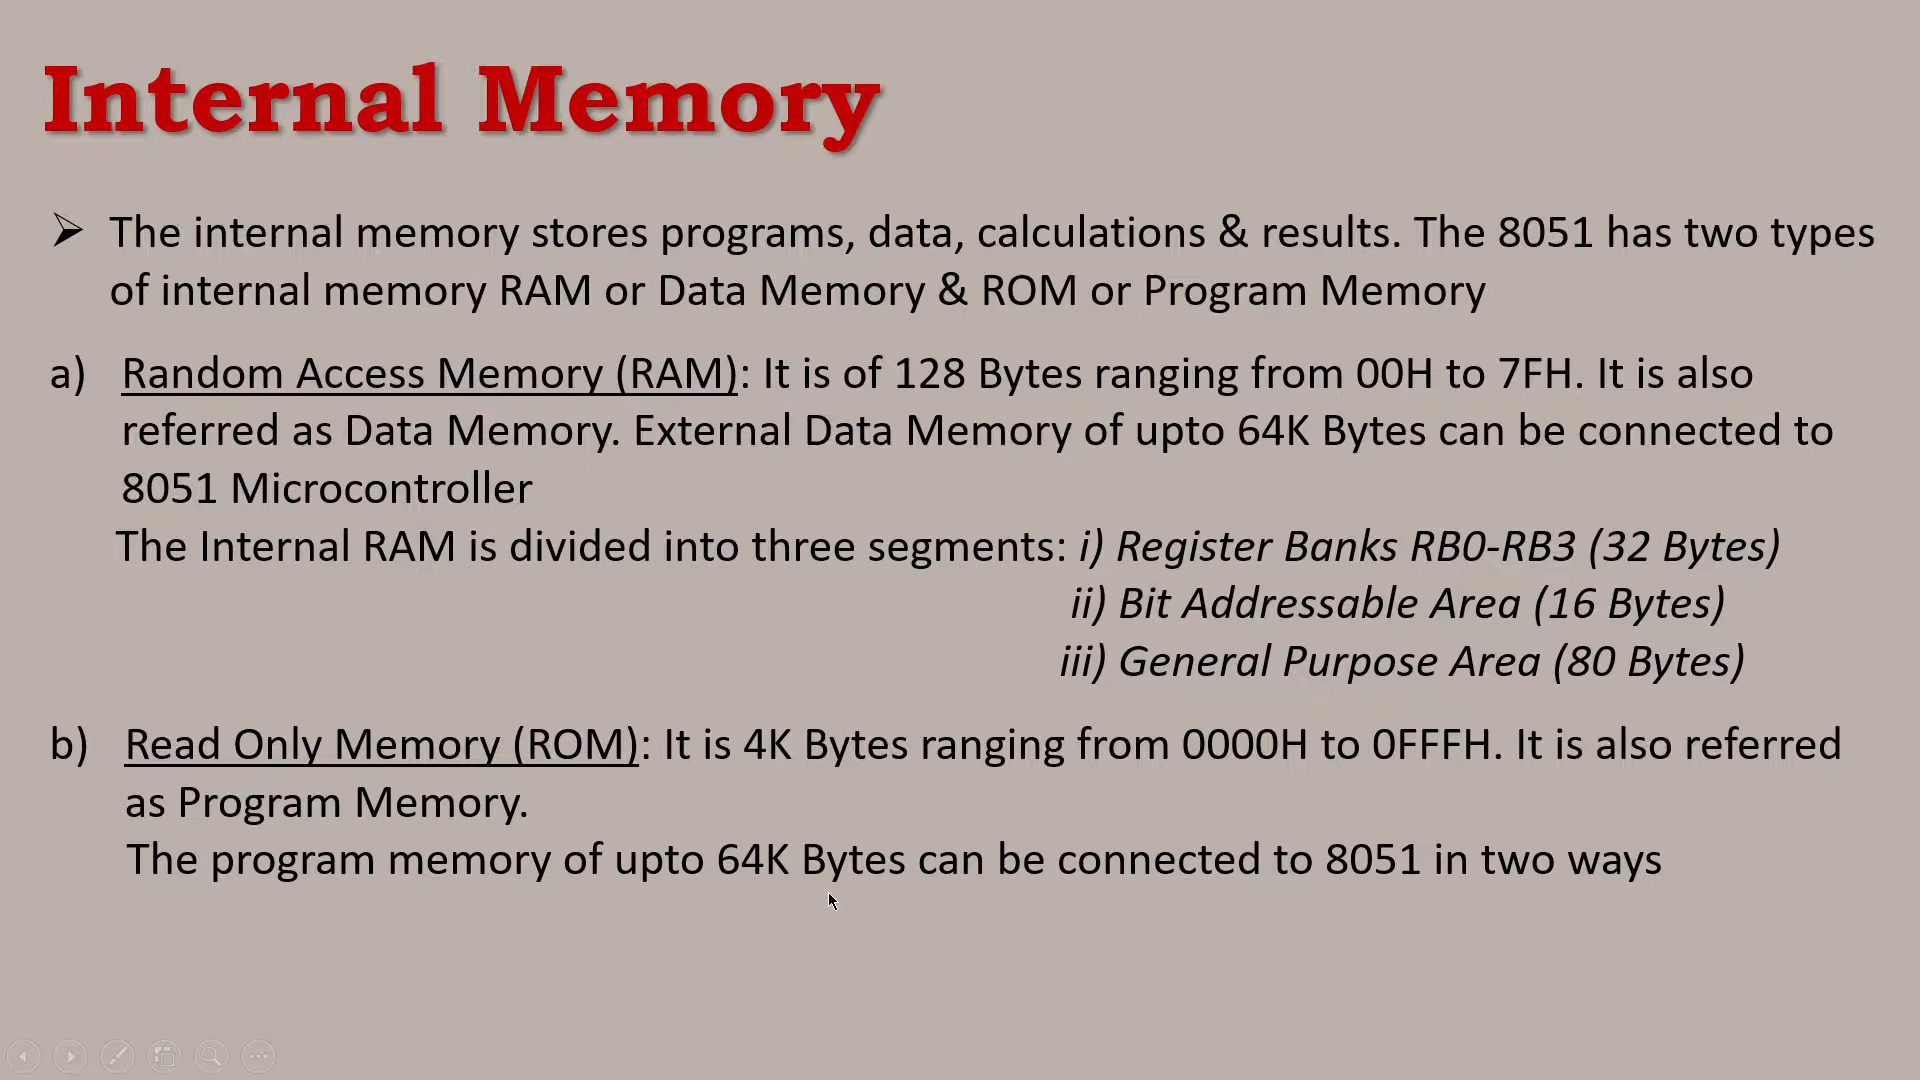 Internal Memory
➢ The internal memory stores programs, data, calculations & results. The 8051 has two types
of internal memory RAM or Data Memory & ROM or Program Memory
a) Random Access Memory (RAM): It is of 128 Bytes ranging from 00H to 7FH. It is also
referred as Data Memory. External Data Memory of upto 64K Bytes can be connected to
8051 Microcontroller
The Internal RAM is divided into three segments: i) Register Banks RB0-RB3 (32 Bytes)
ii) Bit Addressable Area (16 Bytes)
iii) General Purpose Area (80 Bytes)
b) Read Only Memory (ROM): It is 4K Bytes ranging from 0000H to 0FFFH. It is also referred
as Program Memory.
The program memory of upto 64K Bytes can be connected to 8051 in two ways